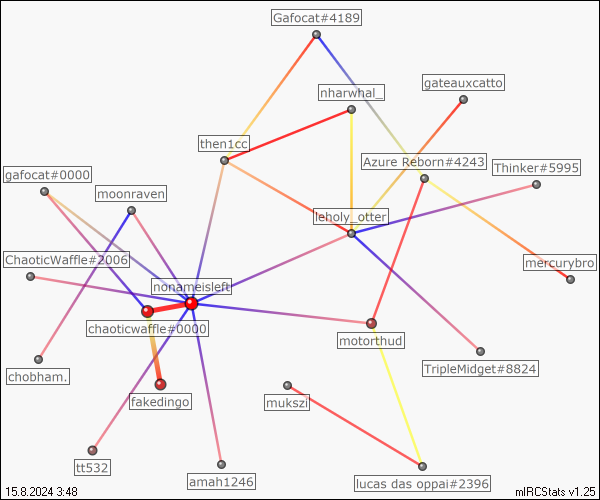 Gafocat#4189
gateauxcatto
nharwhal_
then1cc
Azure Reborn#4243
Thinker#5995
gafocat#0000
moonraven
leholy_otter
ChaoticWaffle#2006
mercurybro
nonameisleft
chaoticwaffle#0000
motorthud
TripleMidget#8824
chobham.
fakedingo
mukszi
tt532
amah1246
lucas das oppai#2396
15.8.2024 3:48
mIRCStats v1.25